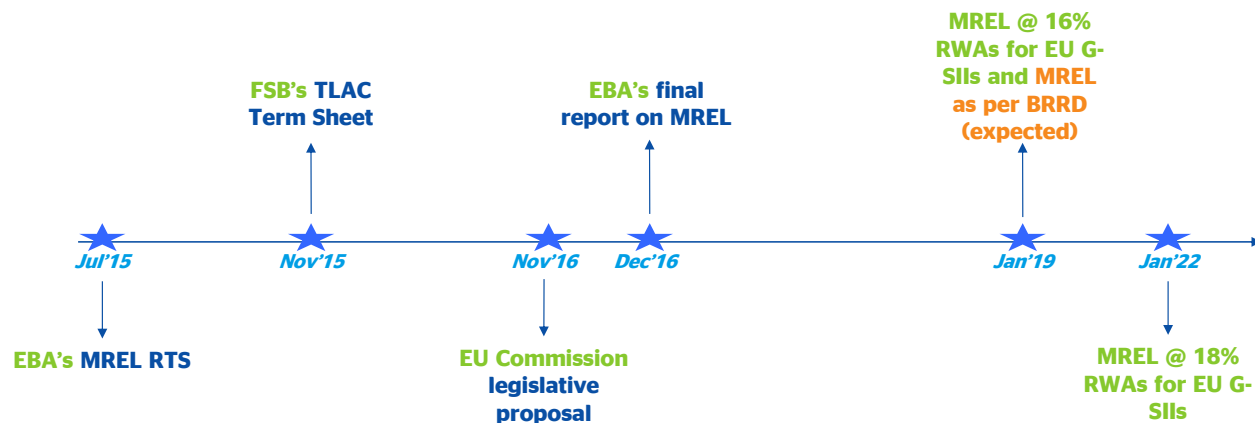 MREL @ 16%
RWAs for EU G-
SIIs and MREL
as per BRRD
(expected)
FSB's TLAC
Term Sheet
EBA's final
report on MREL
Jul'15
Nov'15
Nov'16
Dec'16
Jan'19
Jan'22
EBA's MREL RTS
EU Commission
legislative
proposal
MREL @ 18%
RWAs for EU G-
SIIs